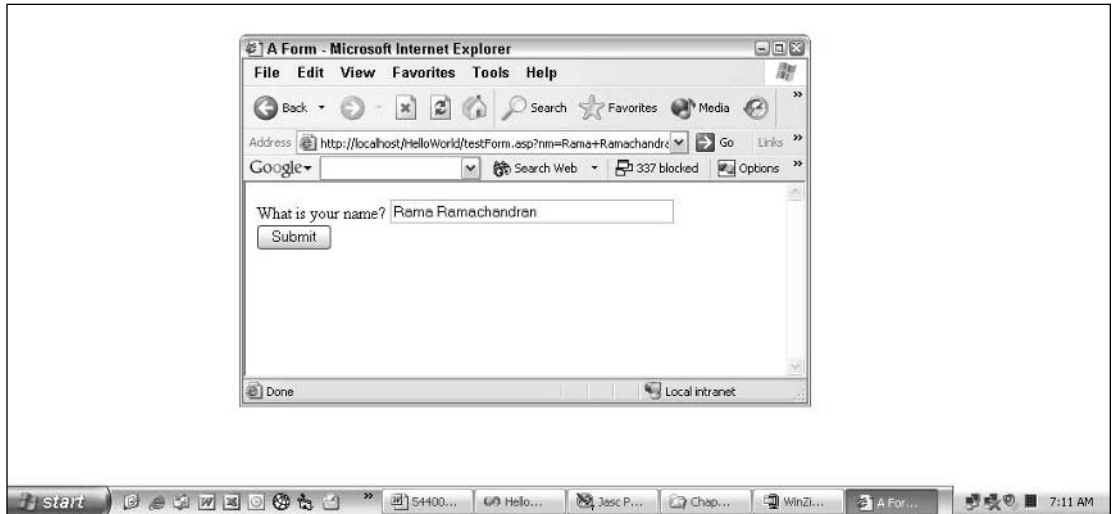 A Form - Microsoft Internet Explorer
File Edit View Favorites Tools Help
Back Search Favorites Media »
Address http://localhost/HelloWorld/testForm.asp?nm=Rama+Ramachandra Go Links »
Google Search Web 337 blocked Options »
What is your name? Rama Ramachandran
Submit
Done Local intranet
start » 54400... Hello... Jasc P... Chap... WinZi... A For... 7:11 AM